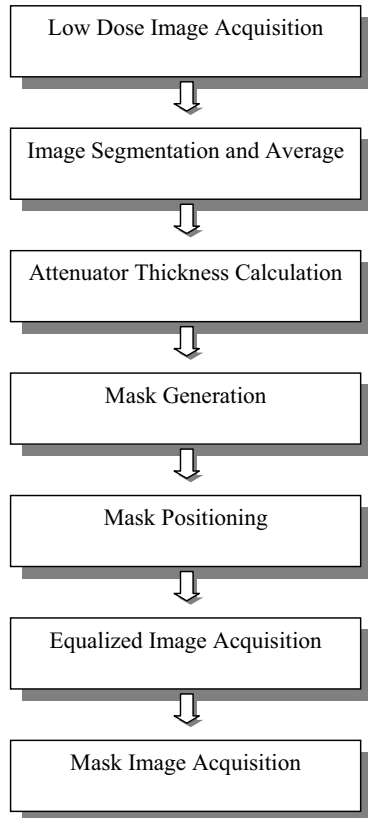 Low Dose Image Acquisition
Image Segmentation and Average
Attenuator Thickness Calculation
Mask Generation
Mask Positioning
Equalized Image Acquisition
Mask Image Acquisition